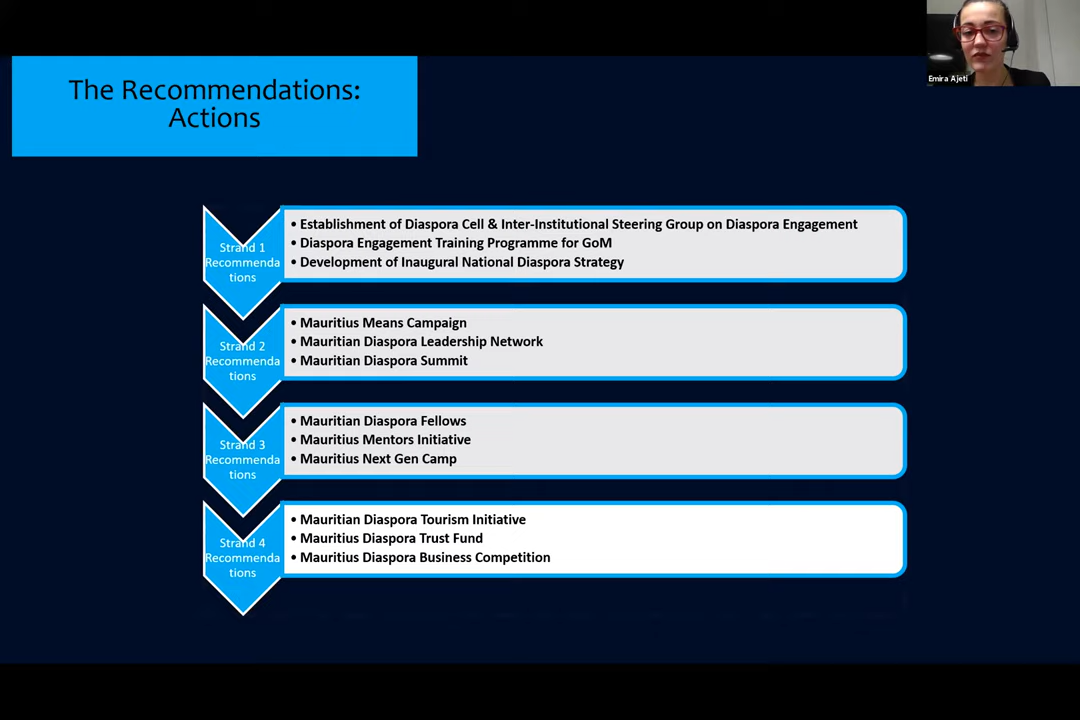 Emira Ajeti
The Recommendations:
Actions
Strand 1
Recommenda
tions
• Establishment of Diaspora Cell & Inter-Institutional Steering Group on Diaspora Engagement
• Diaspora Engagement Training Programme for GoM
• Development of Inaugural National Diaspora Strategy
Strand 2
Recommenda
tions
• Mauritius Means Campaign
• Mauritian Diaspora Leadership Network
• Mauritian Diaspora Summit
Strand 3
Recommenda
tions
• Mauritian Diaspora Fellows
• Mauritius Mentors Initiative
• Mauritius Next Gen Camp
Strand 4
Recommenda
tions
• Mauritian Diaspora Tourism Initiative
• Mauritius Diaspora Trust Fund
• Mauritius Diaspora Business Competition